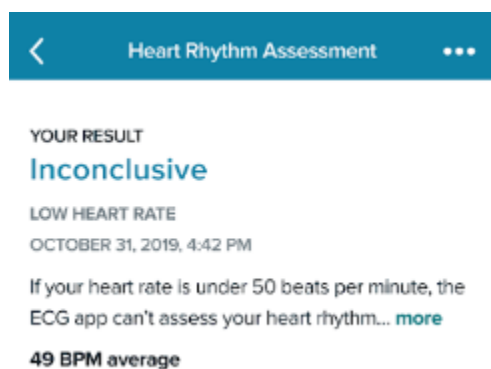 Heart Rhythm Assessment
YOUR RESULT
Inconclusive
LOW HEART RATE
OCTOBER 31, 2019, 4:42 PM
If your heart rate is under 50 beats per minute, the
ECG app can't assess your heart rhythm... more
49 BPM average